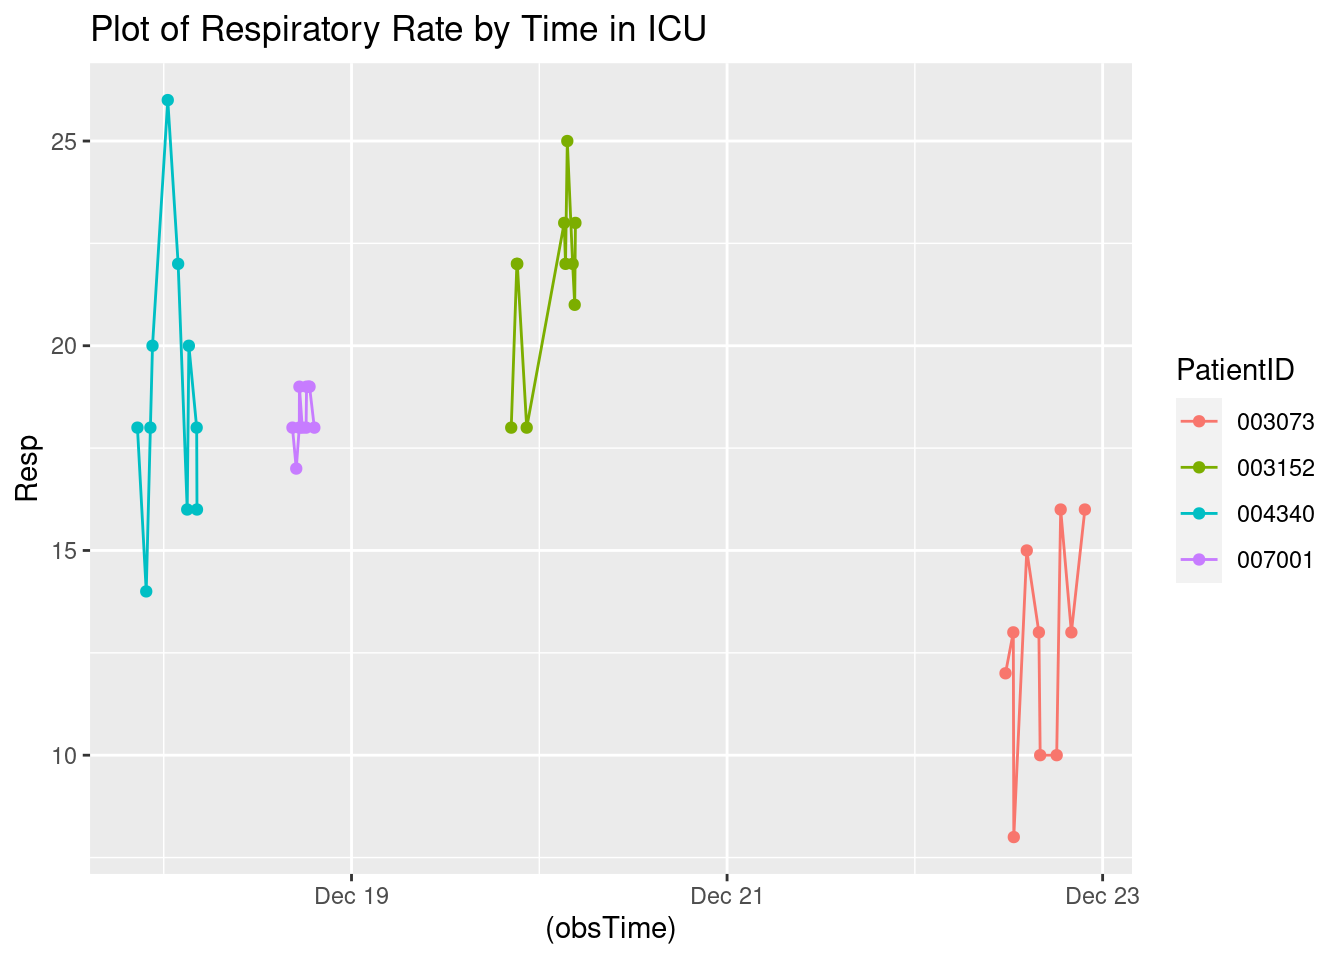 Plot of Respiratory Rate by Time in ICU
Resp
25
20
15
10
Dec 19
Dec 21
Dec 23
(obsTime)
PatientID
003073
003152
004340
007001